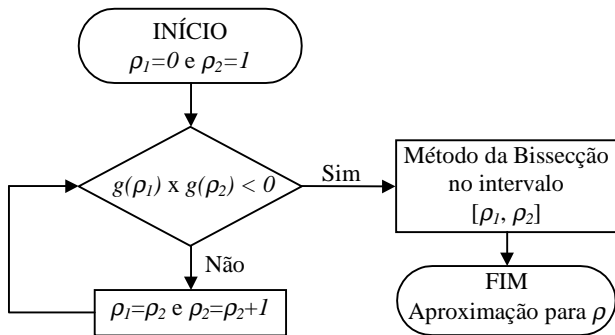 INÍCIO
ρ₁=0 e ρ₂=1
g(ρ₁) x g(ρ₂) < 0
Sim
Método da Bissecção
no intervalo
[ρ₁, ρ₂]
Não
ρ₁=ρ₂ e ρ₂=ρ₂+1
FIM
Aproximação para ρ